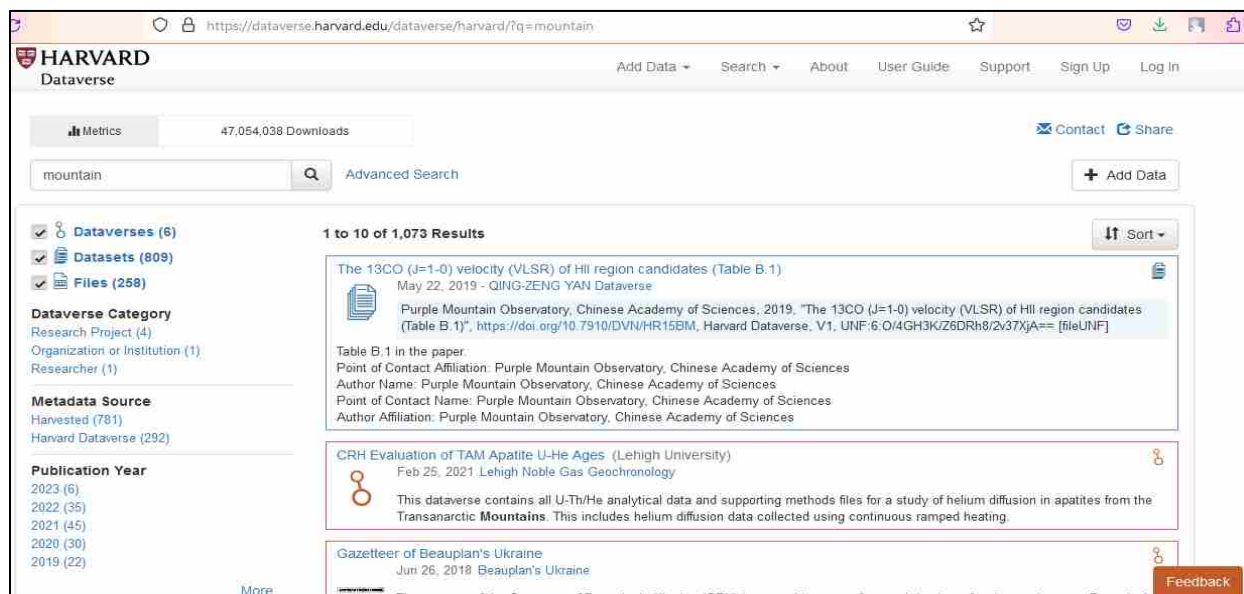 https://dataverse.harvard.edu/dataverse/harvard/?q=mountain
HARVARD
Dataverse
Add Data
Search
About
User Guide
Support
Sign Up
Log In
Metrics
47,054,038 Downloads
Contact
Share
mountain
Advanced Search
Add Data
Dataverses (6)
Datasets (809)
Files (258)
Dataverse Category
Research Project (4)
Organization or Institution (1)
Researcher (1)
Metadata Source
Harvested (781)
Harvard Dataverse (292)
Publication Year
2023 (6)
2022 (35)
2021 (45)
2020 (30)
2019 (22)
More
1 to 10 of 1,073 Results
Sort
The 13CO (J=1-0) velocity (VLSR) of HII region candidates (Table B.1)
May 22, 2019 - QING-ZENG YAN Dataverse
Purple Mountain Observatory, Chinese Academy of Sciences, 2019, "The 13CO (J=1-0) velocity (VLSR) of HII region candidates
(Table B.1)", https://doi.org/10.7910/DVN/HR15BM, Harvard Dataverse, V1, UNF:6:O/4GH3K/Z6DRh8/2v37XjA== [fileUNF]
Table B.1 in the paper.
Point of Contact Affiliation: Purple Mountain Observatory, Chinese Academy of Sciences
Author Name: Purple Mountain Observatory, Chinese Academy of Sciences
Point of Contact Name: Purple Mountain Observatory, Chinese Academy of Sciences
Author Affiliation: Purple Mountain Observatory, Chinese Academy of Sciences
CRH Evaluation of TAM Apatite U-He Ages (Lehigh University)
Feb 25, 2021 Lehigh Noble Gas Geochronology
This dataverse contains all U-Th/He analytical data and supporting methods files for a study of helium diffusion in apatites from the
Transanarctic Mountains. This includes helium diffusion data collected using continuous ramped heating.
Gazetteer of Beauplan's Ukraine
Jun 26, 2018 Beauplan's Ukraine
Feedback